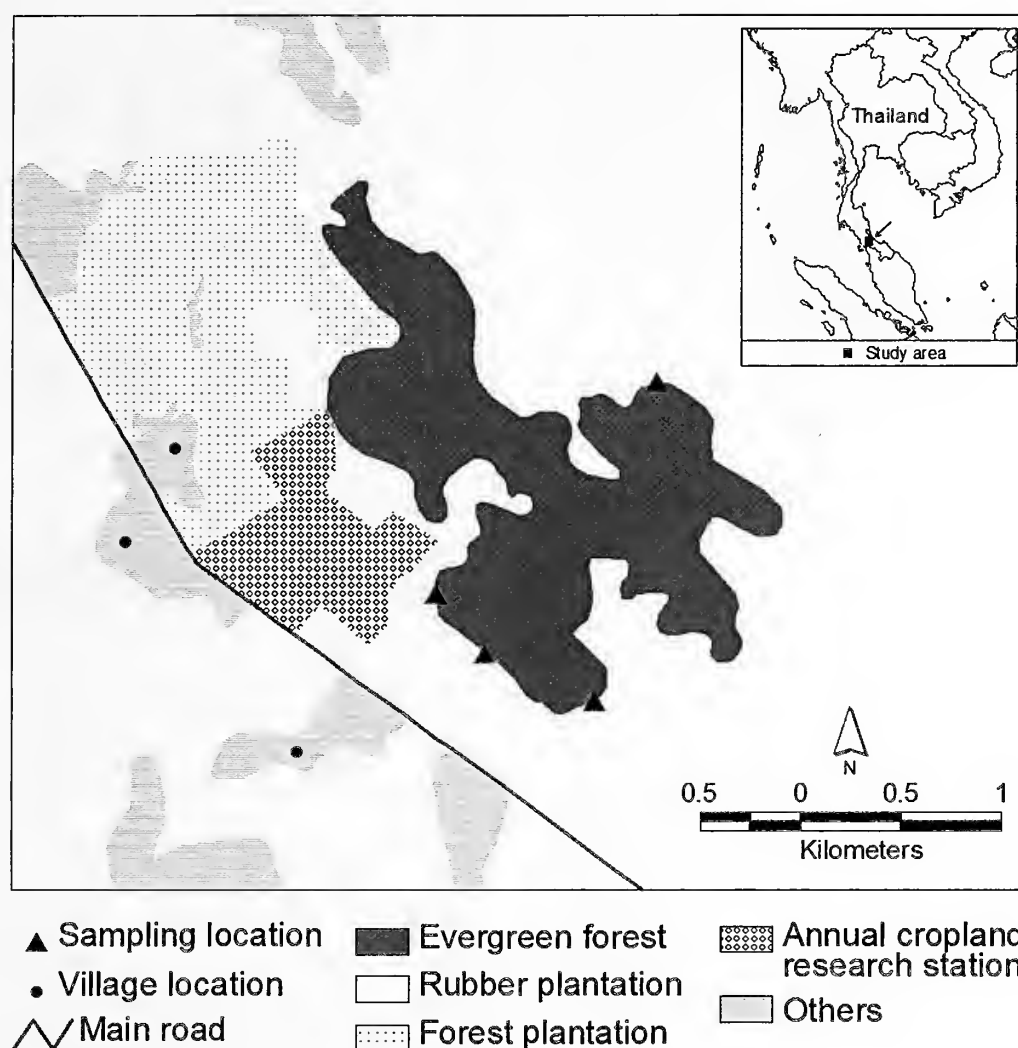 Thailand
Study area
N
0.5 0 0.5 1
Kilometers
Sampling location
Village location
Main road
Evergreen forest
Rubber plantation
Forest plantation
Annual cropland
research station
Others